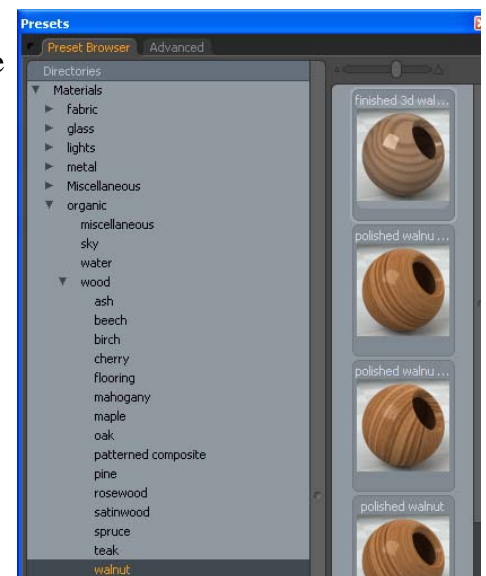 Presets
Preset Browser Advanced
Directories
Materials
fabric
glass
lights
metal
Miscellaneous
organic
miscellaneous
sky
water
wood
ash
beech
birch
cherry
flooring
mahogany
maple
oak
patterned composite
pine
rosewood
satinwood
spruce
teak
walnut
finished 3d wal...
polished walnu ...
polished walnu ...
polished walnut